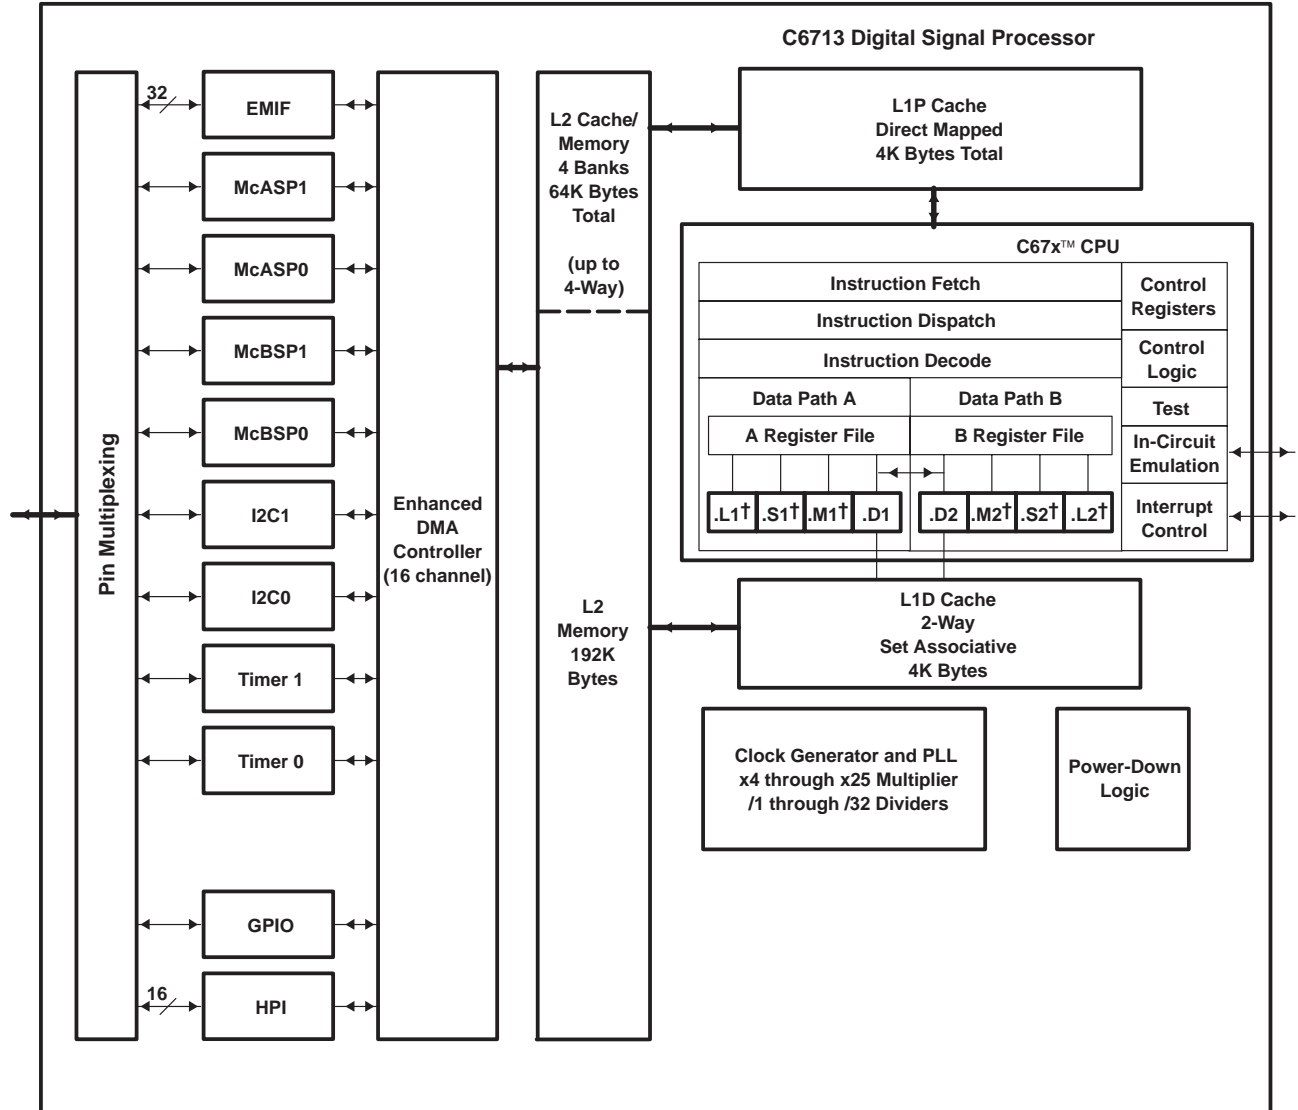 C6713 Digital Signal Processor
Pin Multiplexing
32
EMIF
McASP1
McASP0
McBSP1
McBSP0
I2C1
I2C0
Timer 1
Timer 0
GPIO
16
HPI
Enhanced
DMA
Controller
(16 channel)
L2 Cache/
Memory
4 Banks
64K Bytes
Total
(up to
4-Way)
L2
Memory
192K
Bytes
L1P Cache
Direct Mapped
4K Bytes Total
C67x™ CPU
Instruction Fetch
Instruction Dispatch
Instruction Decode
Data Path A
Data Path B
A Register File
B Register File
.L1†
.S1†
.M1†
.D1
.D2
.M2†
.S2†
.L2†
Control
Registers
Control
Logic
Test
In-Circuit
Emulation
Interrupt
Control
L1D Cache
2-Way
Set Associative
4K Bytes
Clock Generator and PLL
x4 through x25 Multiplier
/1 through /32 Dividers
Power-Down
Logic